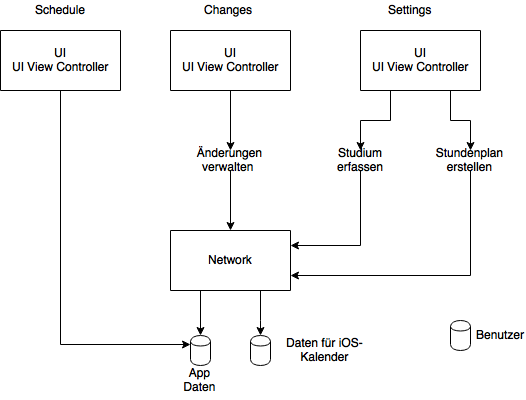 Schedule
Changes
Settings
UI
UI View Controller
UI
UI View Controller
UI
UI View Controller
Änderungen
verwalten
Studium
erfassen
Stundenplan
erstellen
Network
App
Daten
Daten für iOS-
Kalender
Benutzer